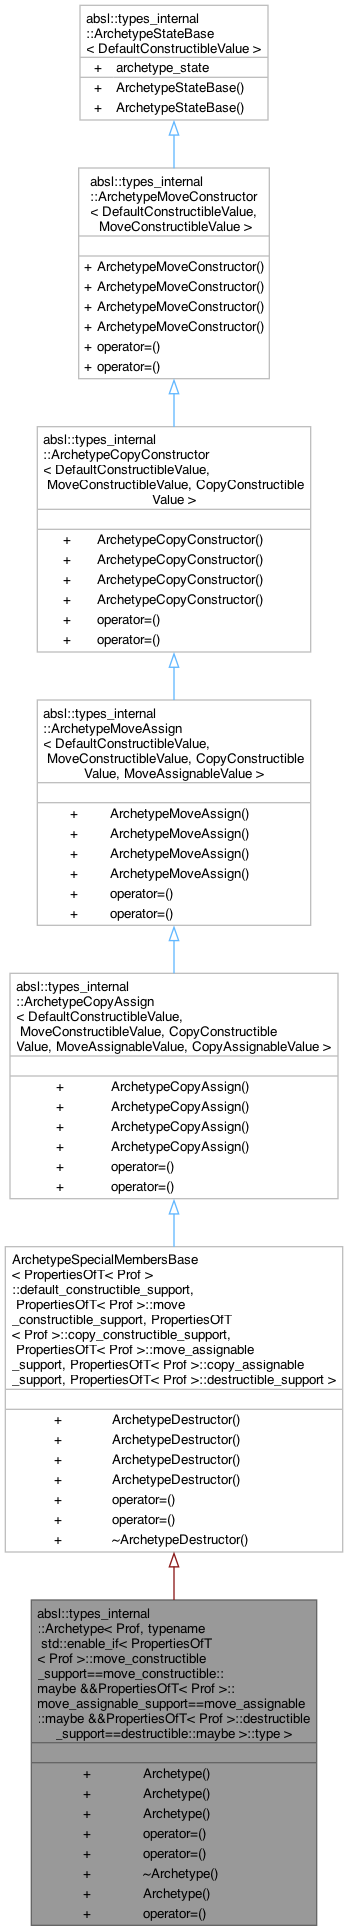 absl::types_internal
::ArchetypeStateBase
< DefaultConstructibleValue >
+ archetype_state
+ ArchetypeStateBase()
+ ArchetypeStateBase()
absl::types_internal
::ArchetypeMoveConstructor
< DefaultConstructibleValue,
MoveConstructibleValue >
+ ArchetypeMoveConstructor()
+ ArchetypeMoveConstructor()
+ ArchetypeMoveConstructor()
+ ArchetypeMoveConstructor()
+ operator=()
+ operator=()
absl::types_internal
::ArchetypeCopyConstructor
< DefaultConstructibleValue,
MoveConstructibleValue, CopyConstructible
Value >
+ ArchetypeCopyConstructor()
+ ArchetypeCopyConstructor()
+ ArchetypeCopyConstructor()
+ ArchetypeCopyConstructor()
+ operator=()
+ operator=()
absl::types_internal
::ArchetypeMoveAssign
< DefaultConstructibleValue,
MoveConstructibleValue, CopyConstructible
Value, MoveAssignableValue >
+ ArchetypeMoveAssign()
+ ArchetypeMoveAssign()
+ ArchetypeMoveAssign()
+ ArchetypeMoveAssign()
+ operator=()
+ operator=()
absl::types_internal
::ArchetypeCopyAssign
< DefaultConstructibleValue,
MoveConstructibleValue, CopyConstructible
Value, MoveAssignableValue, CopyAssignableValue >
+ ArchetypeCopyAssign()
+ ArchetypeCopyAssign()
+ ArchetypeCopyAssign()
+ ArchetypeCopyAssign()
+ operator=()
+ operator=()
ArchetypeSpecialMembersBase
< PropertiesOfT< Prof >
::default_constructible_support,
PropertiesOfT< Prof >::move
_constructible_support, PropertiesOfT
< Prof >::copy_constructible_support,
PropertiesOfT< Prof >::move_assignable
_support, PropertiesOfT< Prof >::copy_assignable
_support, PropertiesOfT< Prof >::destructible_support >
+ ArchetypeDestructor()
+ ArchetypeDestructor()
+ ArchetypeDestructor()
+ ArchetypeDestructor()
+ operator=()
+ operator=()
+ ~ArchetypeDestructor()
absl::types_internal
::Archetype< Prof, typename
std::enable_if< PropertiesOfT
< Prof >::move_constructible
_support==move_constructible::
maybe &&PropertiesOfT< Prof >::
move_assignable_support==move_assignable
::maybe &&PropertiesOfT< Prof >::destructible
_support==destructible::maybe >::type >
+ Archetype()
+ Archetype()
+ Archetype()
+ operator=()
+ operator=()
+ ~Archetype()
+ Archetype()
+ operator=()